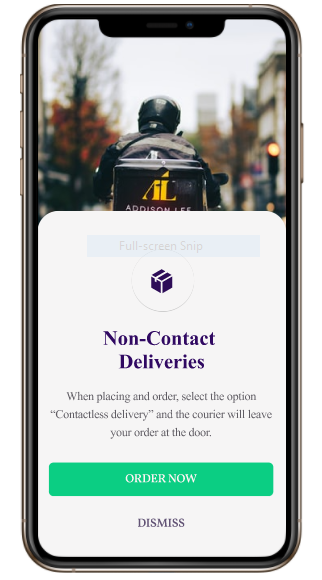 AL
ADDISON LEE
Full-screen Snip
Non-Contact
Deliveries
When placing and order, select the option
“Contactless delivery” and the courier will leave
your order at the door.
ORDER NOW
DISMISS